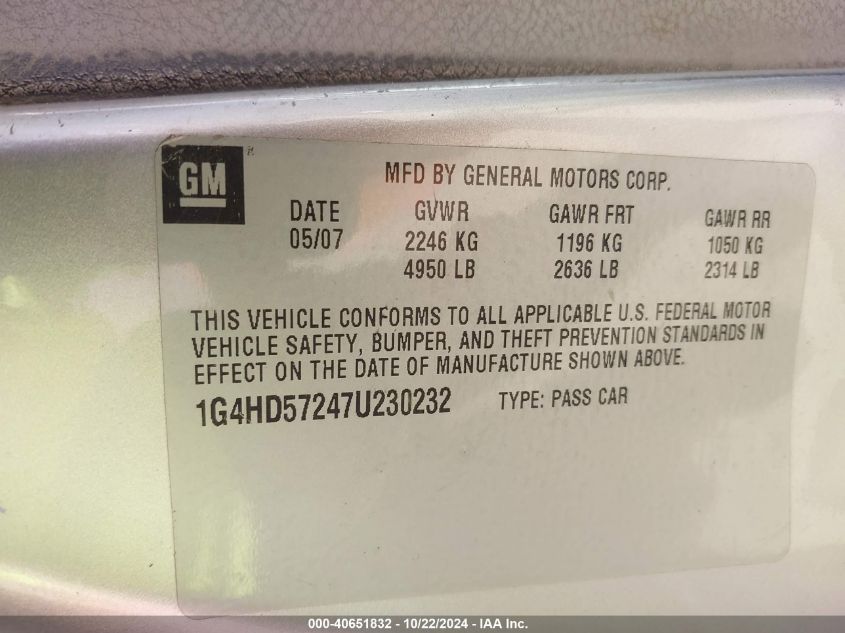 GM
MFD BY GENERAL MOTORS CORP.
DATE GVWR GAWR FRT GAWR RR
05/07 2246 KG 1196 KG 1050 KG
4950 LB 2636 LB 2314 LB
THIS VEHICLE CONFORMS TO ALL APPLICABLE U.S. FEDERAL MOTOR
VEHICLE SAFETY, BUMPER, AND THEFT PREVENTION STANDARDS IN
EFFECT ON THE DATE OF MANUFACTURE SHOWN ABOVE.
1G4HD57247U230232 TYPE: PASS CAR
000-40651832 - 10/22/2024 - IAA Inc.